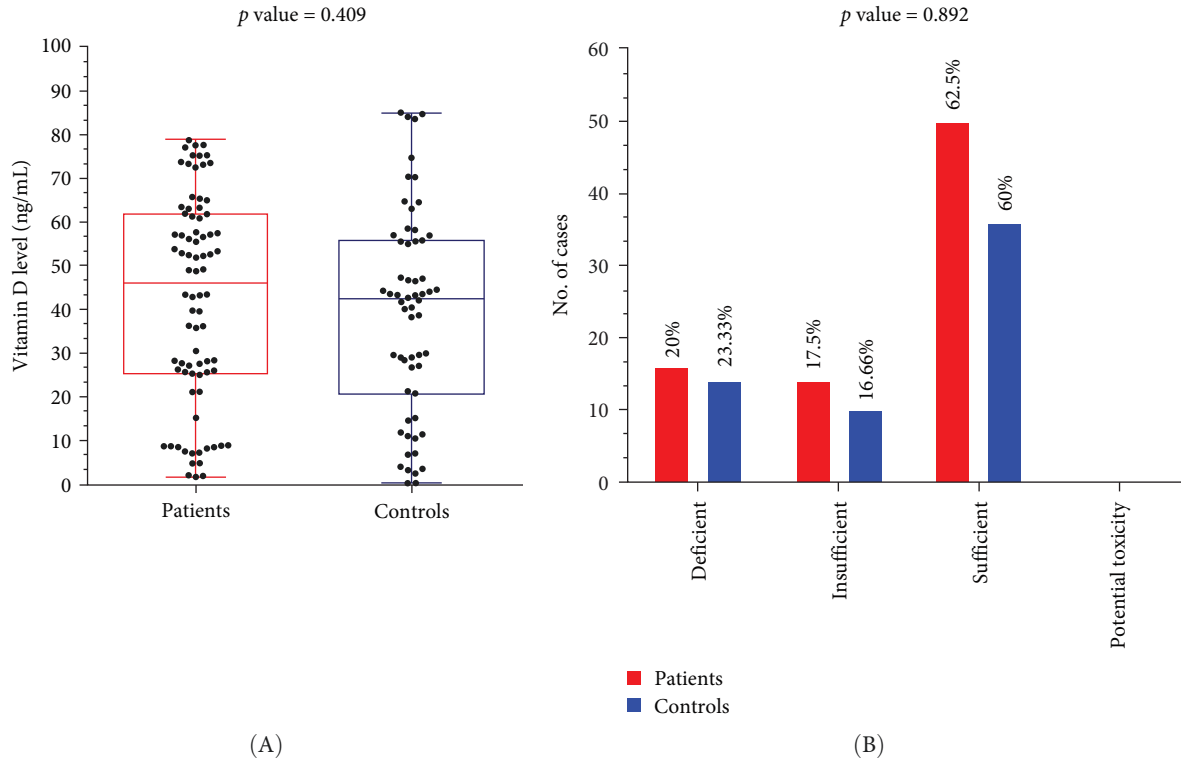 p value = 0.409
100
90
80
70
60
50
40
30
20
10
0
Vitamin D level (ng/mL)
Patients
Controls
(A)
p value = 0.892
60
50
40
30
20
10
0
No. of cases
20%
23.33%
17.5%
16.66%
62.5%
60%
Deficient
Insufficient
Sufficient
Potential toxicity
Patients
Controls
(B)